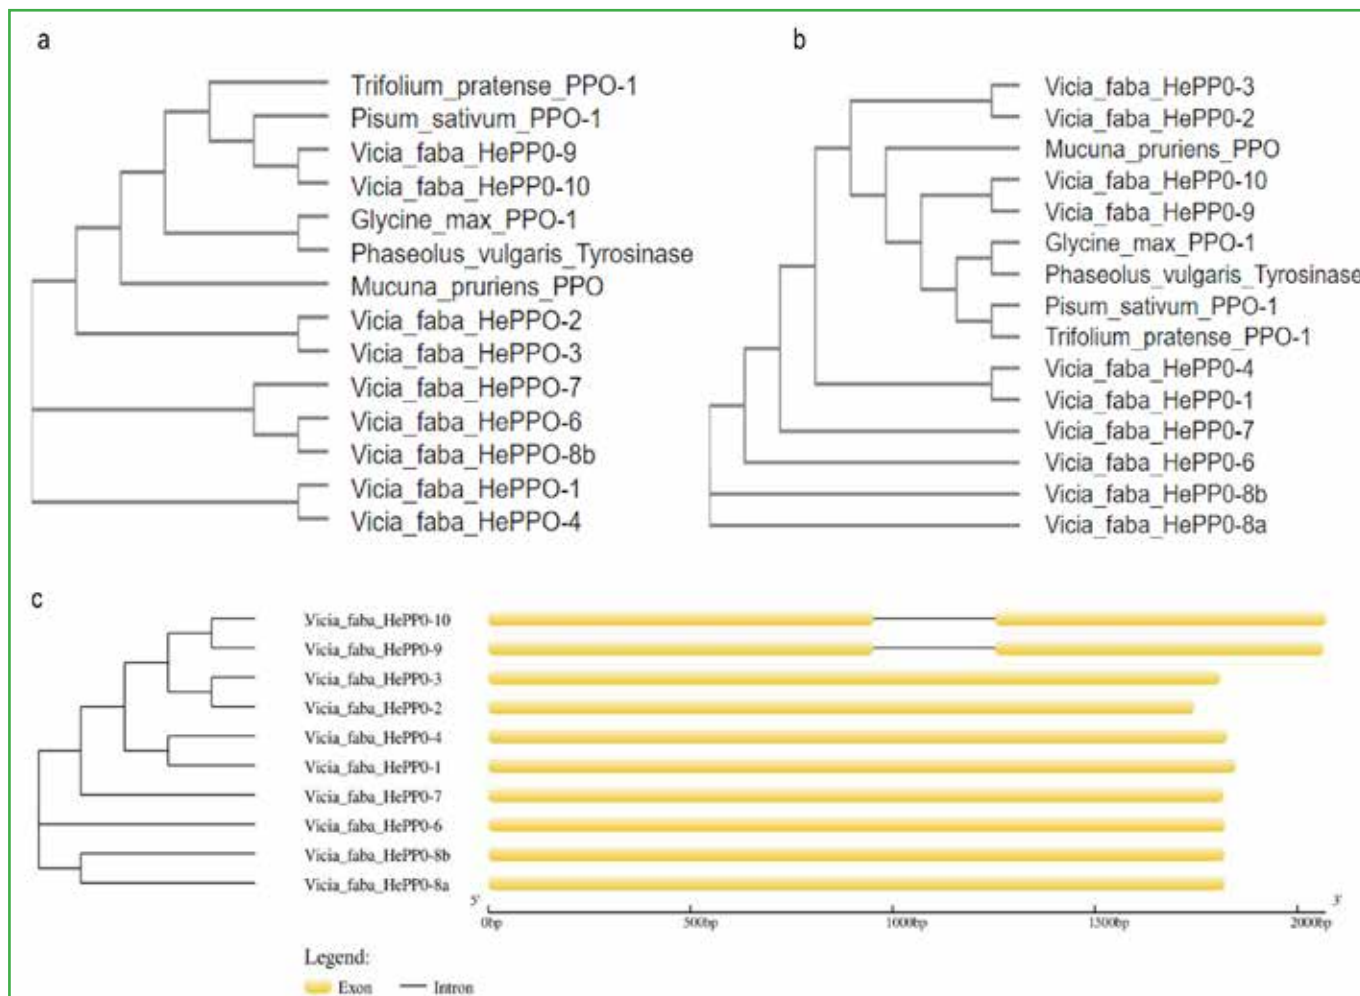 a
Trifolium_pratense_PPO-1
Pisum_sativum_PPO-1
Vicia_faba_HePP0-9
Vicia_faba_HePP0-10
Glycine_max_PPO-1
Phaseolus_vulgaris_Tyrosinase
Mucuna_pruriens_PPO
Vicia_faba_HePPO-2
Vicia_faba_HePPO-3
Vicia_faba_HePPO-7
Vicia_faba_HePPO-6
Vicia_faba_HePPO-8b
Vicia_faba_HePPO-1
Vicia_faba_HePPO-4
b
Vicia_faba_HePP0-3
Vicia_faba_HePP0-2
Mucuna_pruriens_PPO
Vicia_faba_HePP0-10
Vicia_faba_HePP0-9
Glycine_max_PPO-1
Phaseolus_vulgaris_Tyrosinase
Pisum_sativum_PPO-1
Trifolium_pratense_PPO-1
Vicia_faba_HePP0-4
Vicia_faba_HePP0-1
Vicia_faba_HePP0-7
Vicia_faba_HePP0-6
Vicia_faba_HePP0-8b
Vicia_faba_HePP0-8a
c
Vicia_faba_HePP0-10
Vicia_faba_HePP0-9
Vicia_faba_HePP0-3
Vicia_faba_HePP0-2
Vicia_faba_HePP0-4
Vicia_faba_HePP0-1
Vicia_faba_HePP0-7
Vicia_faba_HePP0-6
Vicia_faba_HePP0-8b
Vicia_faba_HePP0-8a
5' 3'
0bp 500bp 1000bp 1500bp 2000bp
Legend:
Exon Intron